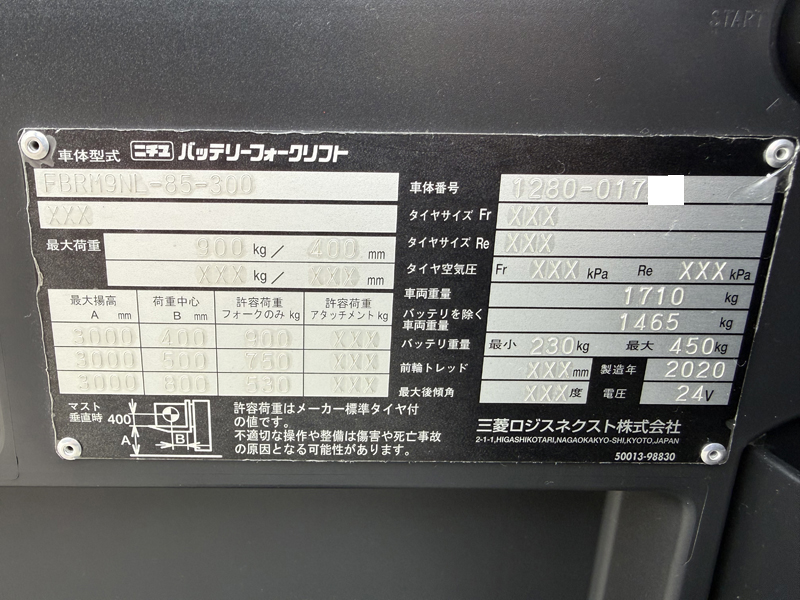 START
車体型式 ニチユ バッテリーフォークリフト
FBRM9NL-85-300
XXX
最大荷重 900 kg / 400 mm
XXX kg / XXX mm
最大揚高 A mm 荷重中心 B mm 許容荷重 フォークのみ kg 許容荷重 アタッチメント kg
3000 400 900 XXX
3000 500 750 XXX
3000 600 630 XXX
車体番号 1280-017
タイヤサイズ Fr XXX
タイヤサイズ Re XXX
タイヤ空気圧 Fr XXX kPa Re XXX kPa
車両重量 1710 kg
バッテリを除く車両重量 1465 kg
バッテリ重量 最小 230kg 最大 450kg
前輪トレッド XXXmm 製造年 2020
最大後傾角 XXX度 電圧 24V
マスト垂直時 400 A B
許容荷重はメーカー標準タイヤ付
の値です。
不適切な操作や整備は傷害や死亡事故
の原因となる可能性があります。
三菱ロジスネクスト株式会社
2-1-1,HIGASHIKOTARI,NAGAOKAKYO-SHI,KYOTO,JAPAN
50013-98830